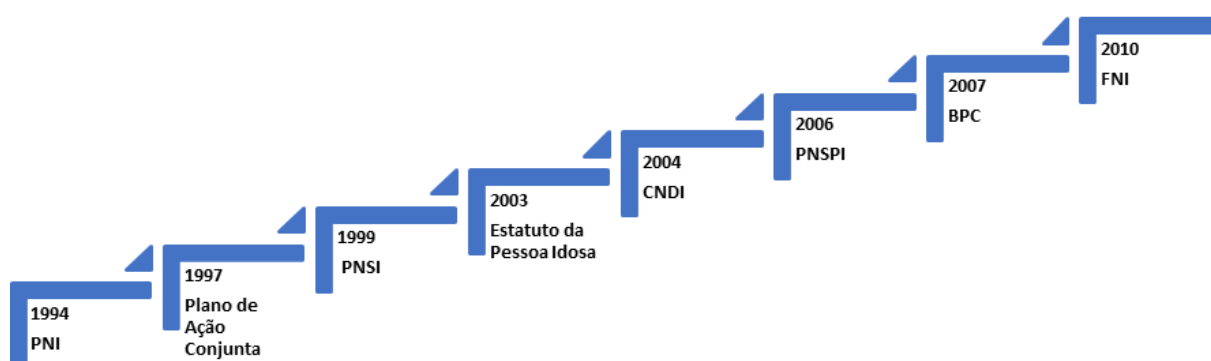 1994
PNI
1997
Plano de
Ação
Conjunta
1999
PNSI
2003
Estatuto da
Pessoa Idosa
2004
CNDI
2006
PNSPI
2007
BPC
2010
FNI